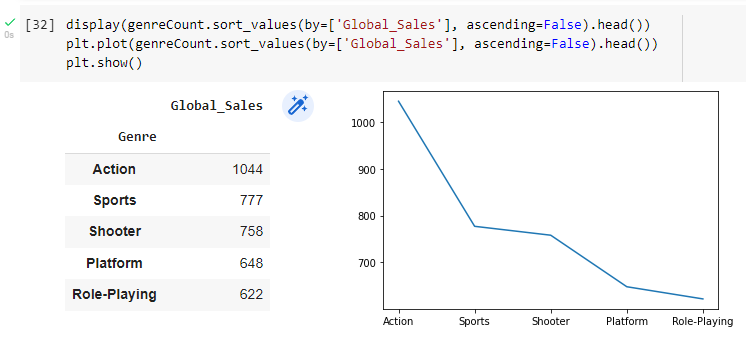 [32] display(genreCount.sort_values(by=['Global_Sales'], ascending=False).head())
plt.plot(genreCount.sort_values(by=['Global_Sales'], ascending=False).head())
plt.show()
0s
Global_Sales
Genre
Action 1044
Sports 777
Shooter 758
Platform 648
Role-Playing 622
1000
900
800
700
Action Sports Shooter Platform Role-Playing